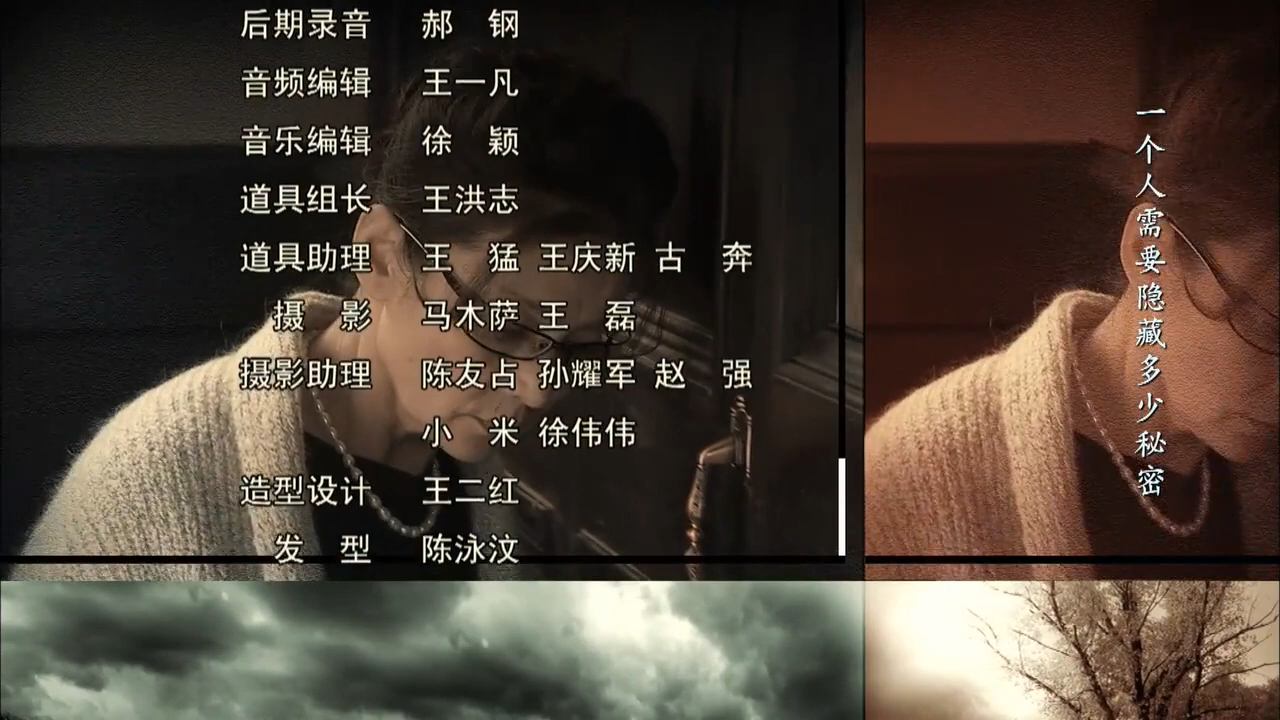 后期录音 郝 钢
音频编辑 王一凡
音乐编辑 徐 颖
道具组长 王洪志
道具助理 王 猛 王庆新 古 奔
摄 影 马木萨 王 磊
摄影助理 陈友占 孙耀军 赵 强
小 米 徐伟伟
造型设计 王二红
发 型 陈泳汶
一个人需要隐藏多少秘密